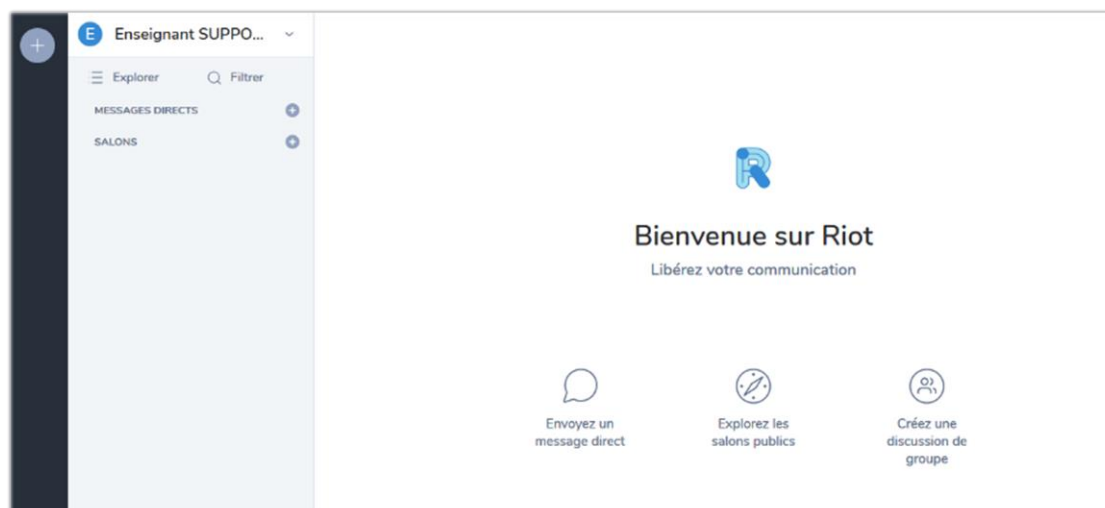 E Enseignant SUPPO...
Explorer Filtrer
MESSAGES DIRECTS
SALONS
Bienvenue sur Riot
Libérez votre communication
Envoyez un
message direct
Explorez les
salons publics
Créez une
discussion de
groupe